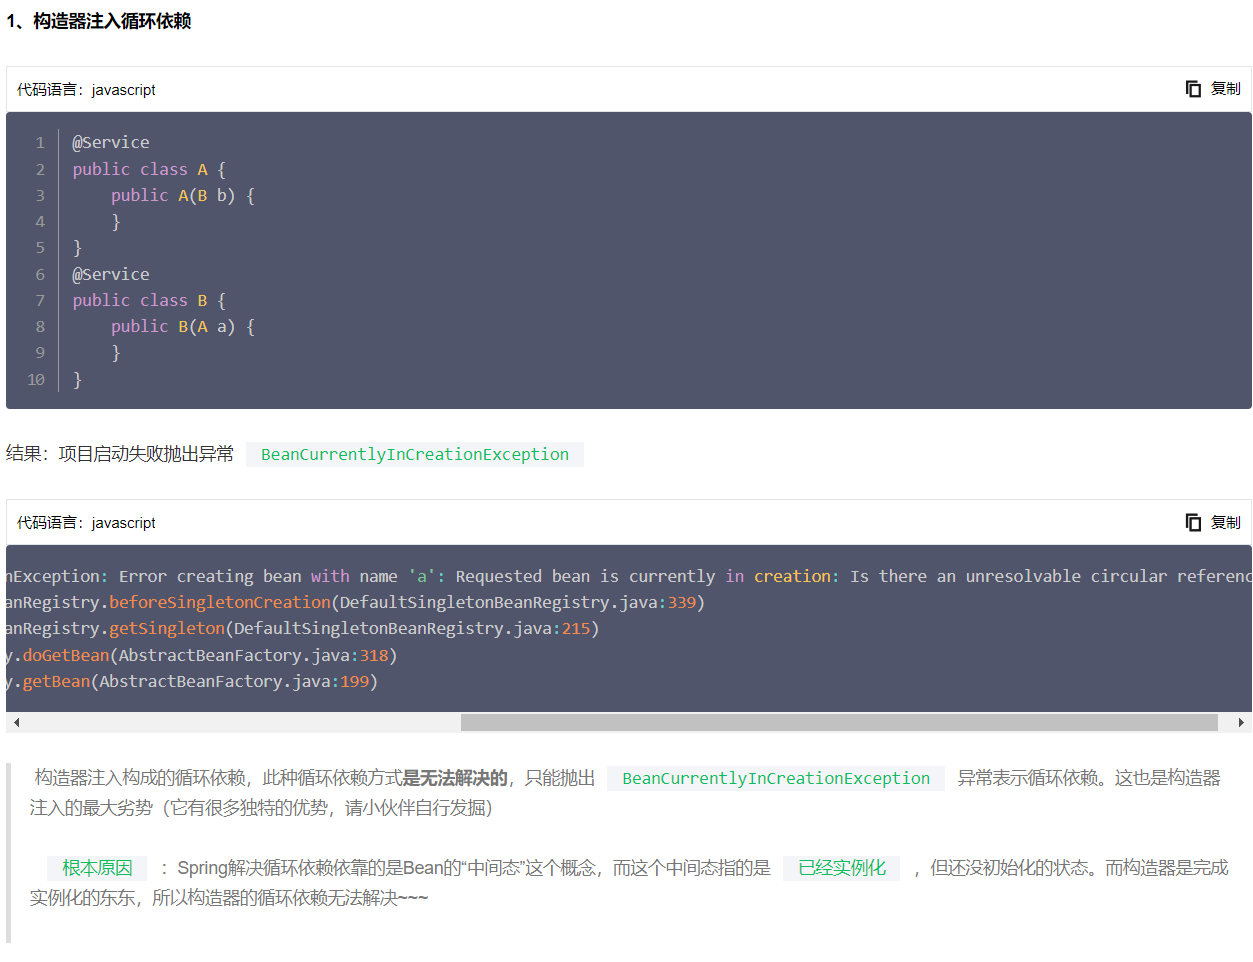 1、构造器注入循环依赖
代码语言：javascript
复制
1 @Service
2 public class A {
3     public A(B b) {
4     }
5 }
6 @Service
7 public class B {
8     public B(A a) {
9     }
10 }
结果：项目启动失败抛出异常 BeanCurrentlyInCreationException
代码语言：javascript
复制
nException: Error creating bean with name 'a': Requested bean is currently in creation: Is there an unresolvable circular referenc
anRegistry.beforeSingletonCreation(DefaultSingletonBeanRegistry.java:339)
anRegistry.getSingleton(DefaultSingletonBeanRegistry.java:215)
y.doGetBean(AbstractBeanFactory.java:318)
y.getBean(AbstractBeanFactory.java:199)
构造器注入构成的循环依赖，此种循环依赖方式是无法解决的，只能抛出 BeanCurrentlyInCreationException 异常表示循环依赖。这也是构造器
注入的最大劣势（它有很多独特的优势，请小伙伴自行发掘）
根本原因 ：Spring解决循环依赖依靠的是Bean的“中间态”这个概念，而这个中间态指的是 已经实例化 ，但还没初始化的状态。而构造器是完成
实例化的东东，所以构造器的循环依赖无法解决~~~